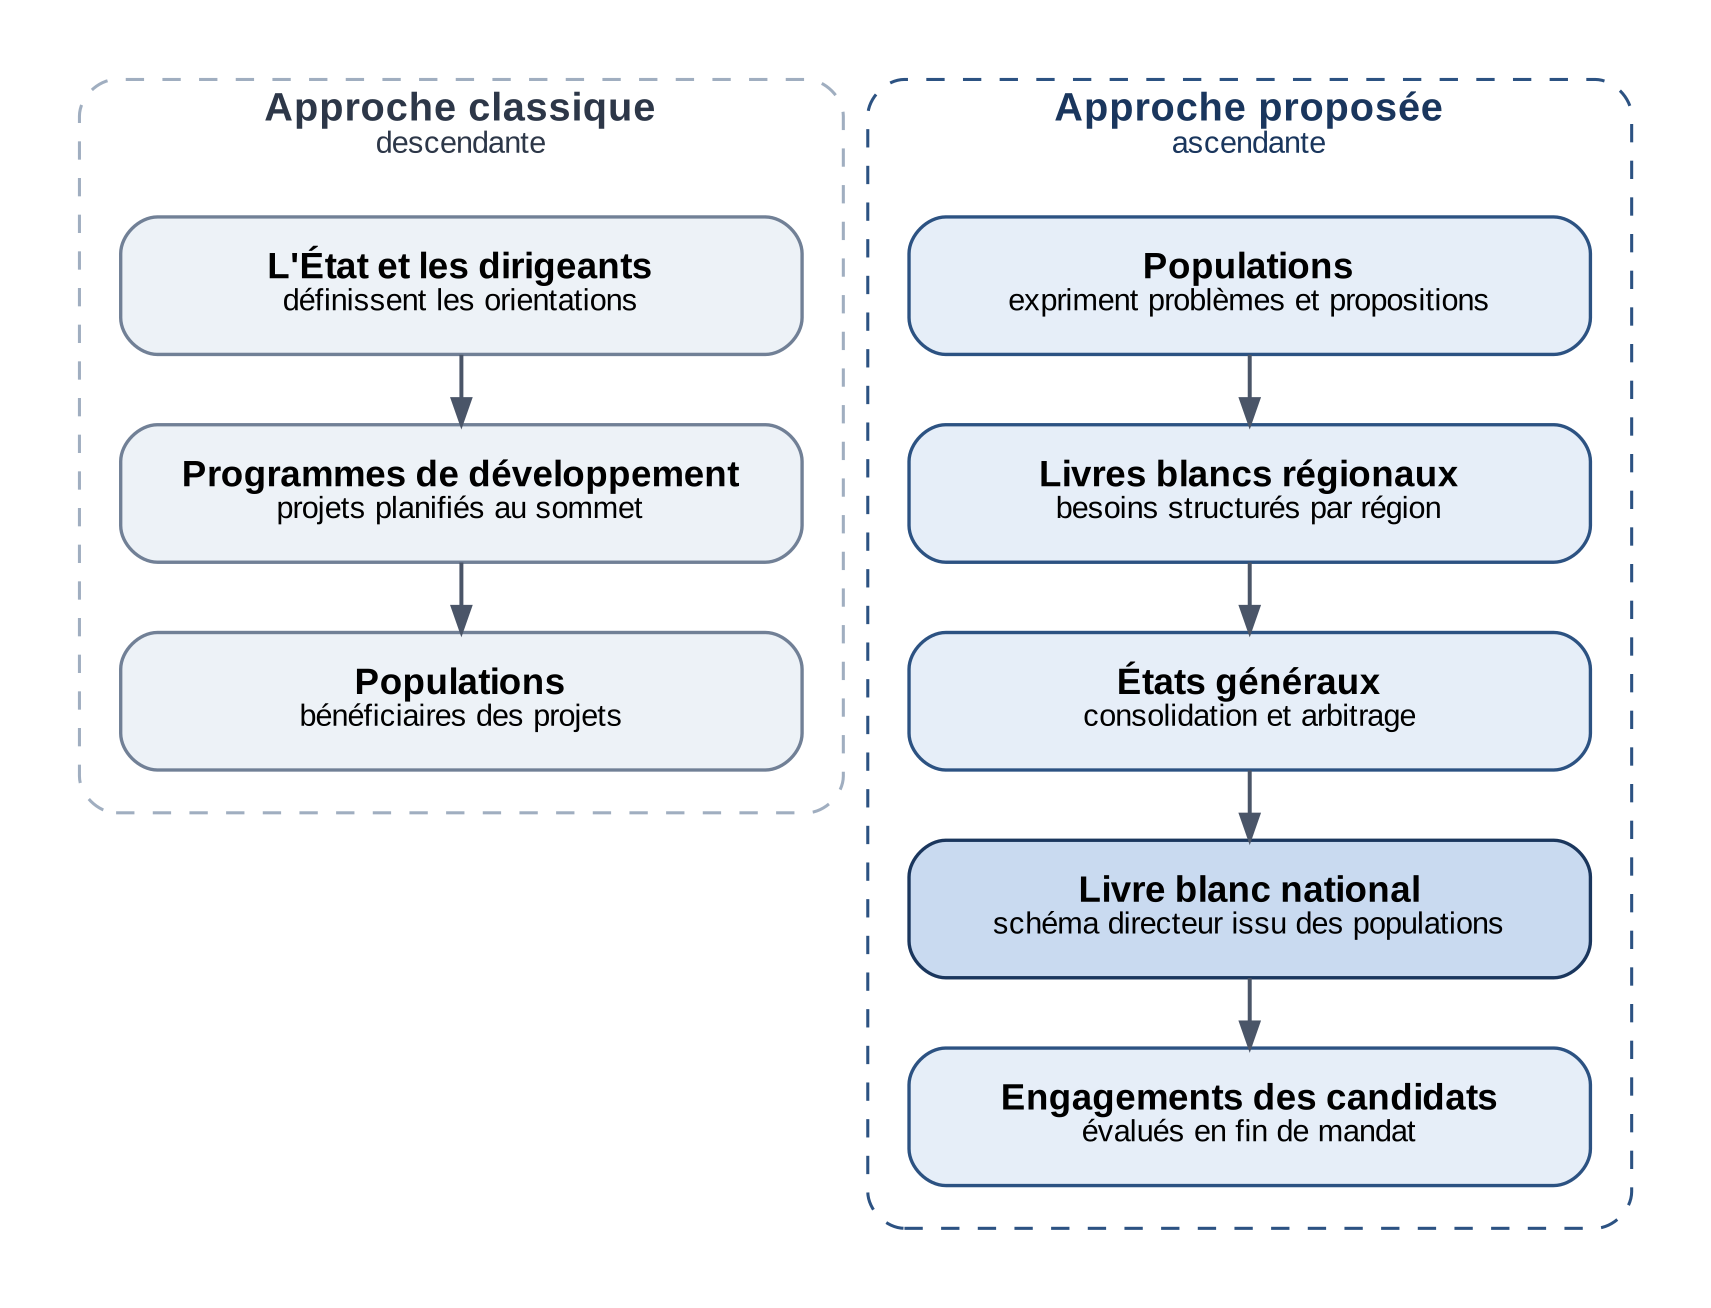 Approche classique
descendante
L'État et les dirigeants
définissent les orientations
Programmes de développement
projets planifiés au sommet
Populations
bénéficiaires des projets
Approche proposée
ascendante
Populations
expriment problèmes et propositions
Livres blancs régionaux
besoins structurés par région
États généraux
consolidation et arbitrage
Livre blanc national
schéma directeur issu des populations
Engagements des candidats
évalués en fin de mandat